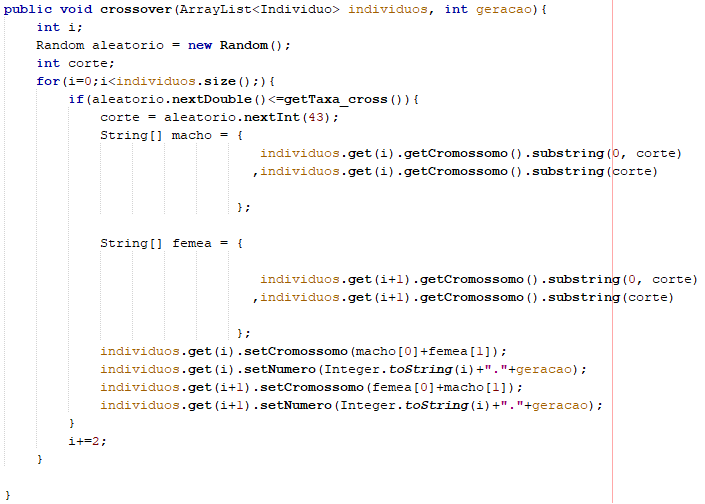 public void crossover(ArrayList<Individuo> individuos, int geracao){
int i;
Random aleatorio = new Random();
int corte;
for(i=0;i<individuos.size();){
if(aleatorio.nextDouble()<=getTaxa_cross()){
corte = aleatorio.nextInt(43);
String[] macho = {
individuos.get(i).getCromossomo().substring(0, corte)
,individuos.get(i).getCromossomo().substring(corte)
};
String[] femea = {
individuos.get(i+1).getCromossomo().substring(0, corte)
,individuos.get(i+1).getCromossomo().substring(corte)
};
individuos.get(i).setCromossomo(macho[0]+femea[1]);
individuos.get(i).setNumero(Integer.toString(i)+"."+geracao);
individuos.get(i+1).setCromossomo(femea[0]+macho[1]);
individuos.get(i+1).setNumero(Integer.toString(i)+"."+geracao);
}
i+=2;
}
}